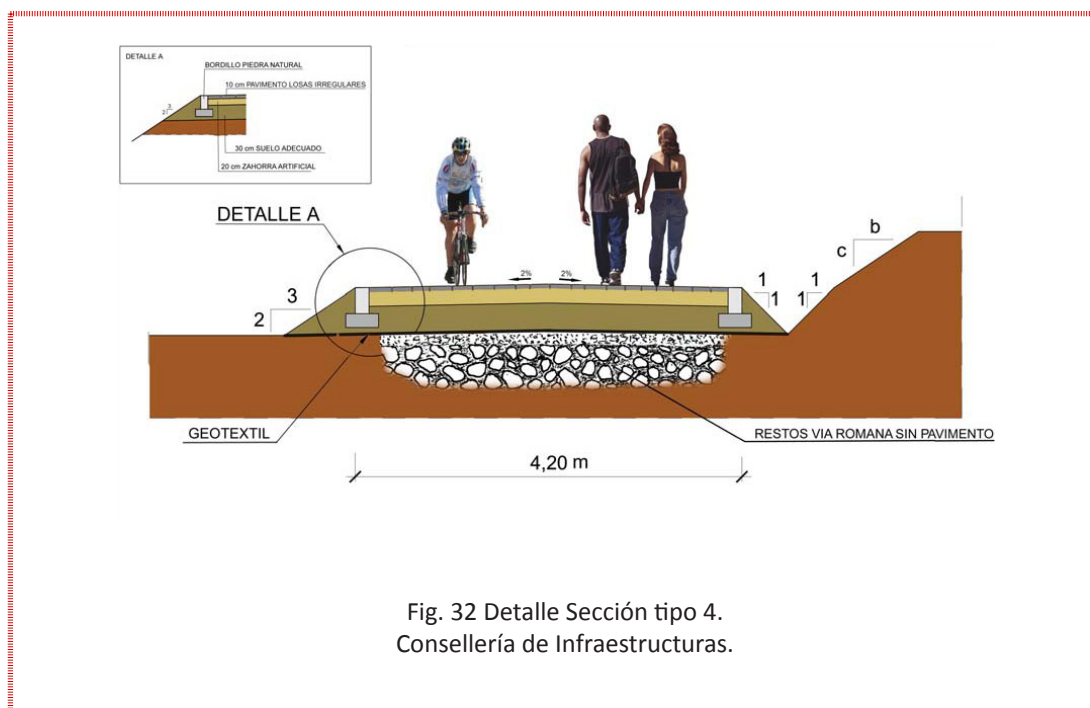 DETALLE A
BORDILLO PIEDRA NATURAL
10 cm PAVIMENTO LOSAS IRREGULARES
3
2
30 cm SUELO ADECUADO
20 cm ZAHORRA ARTIFICIAL
DETALLE A
b
c
2%
2%
1
1
1
1
3
2
GEOTEXTIL
RESTOS VIA ROMANA SIN PAVIMENTO
4,20 m
Fig. 32 Detalle Sección tipo 4.
Consellería de Infraestructuras.